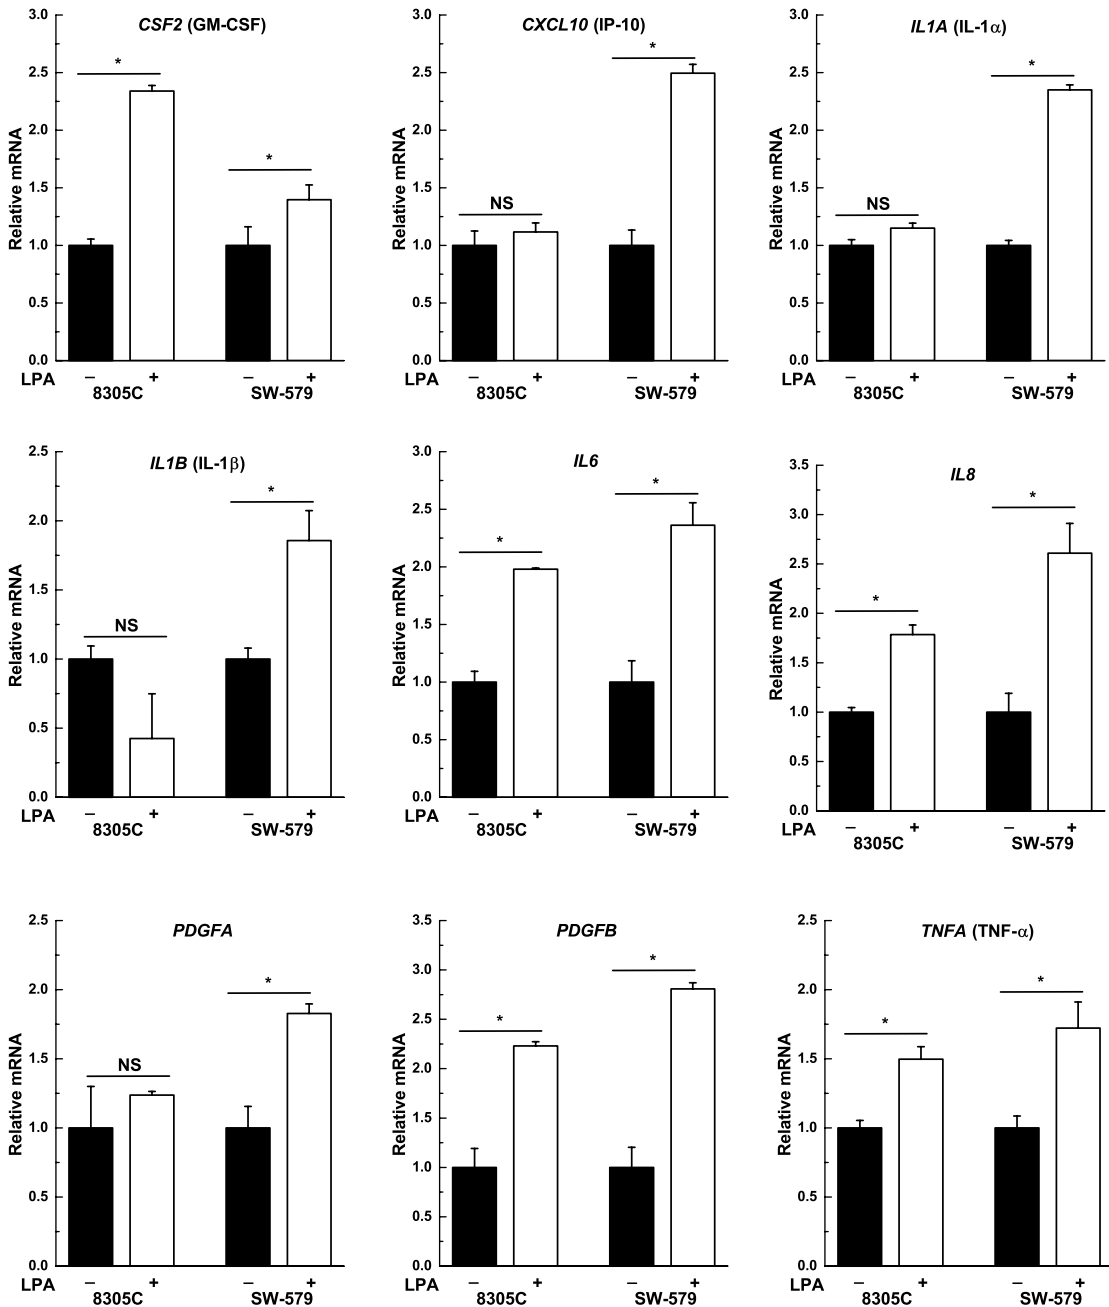 CSF2 (GM-CSF)
Relative mRNA
3.0
2.5
2.0
1.5
1.0
0.5
0.0
*
*
LPA – + – +
8305C SW-579
CXCL10 (IP-10)
Relative mRNA
3.0
2.5
2.0
1.5
1.0
0.5
0.0
NS
*
LPA – + – +
8305C SW-579
IL1A (IL-1α)
Relative mRNA
3.0
2.5
2.0
1.5
1.0
0.5
0.0
NS
*
LPA – + – +
8305C SW-579
IL1B (IL-1β)
Relative mRNA
2.5
2.0
1.5
1.0
0.5
0.0
NS
*
LPA – + – +
8305C SW-579
IL6
Relative mRNA
3.0
2.5
2.0
1.5
1.0
0.5
0.0
*
*
LPA – + – +
8305C SW-579
IL8
Relative mRNA
3.5
3.0
2.5
2.0
1.5
1.0
0.5
0.0
*
*
LPA – + – +
8305C SW-579
PDGFA
Relative mRNA
2.5
2.0
1.5
1.0
0.5
0.0
NS
*
LPA – + – +
8305C SW-579
PDGFB
Relative mRNA
3.5
3.0
2.5
2.0
1.5
1.0
0.5
0.0
*
*
LPA – + – +
8305C SW-579
TNFA (TNF-α)
Relative mRNA
2.5
2.0
1.5
1.0
0.5
0.0
*
*
LPA – + – +
8305C SW-579